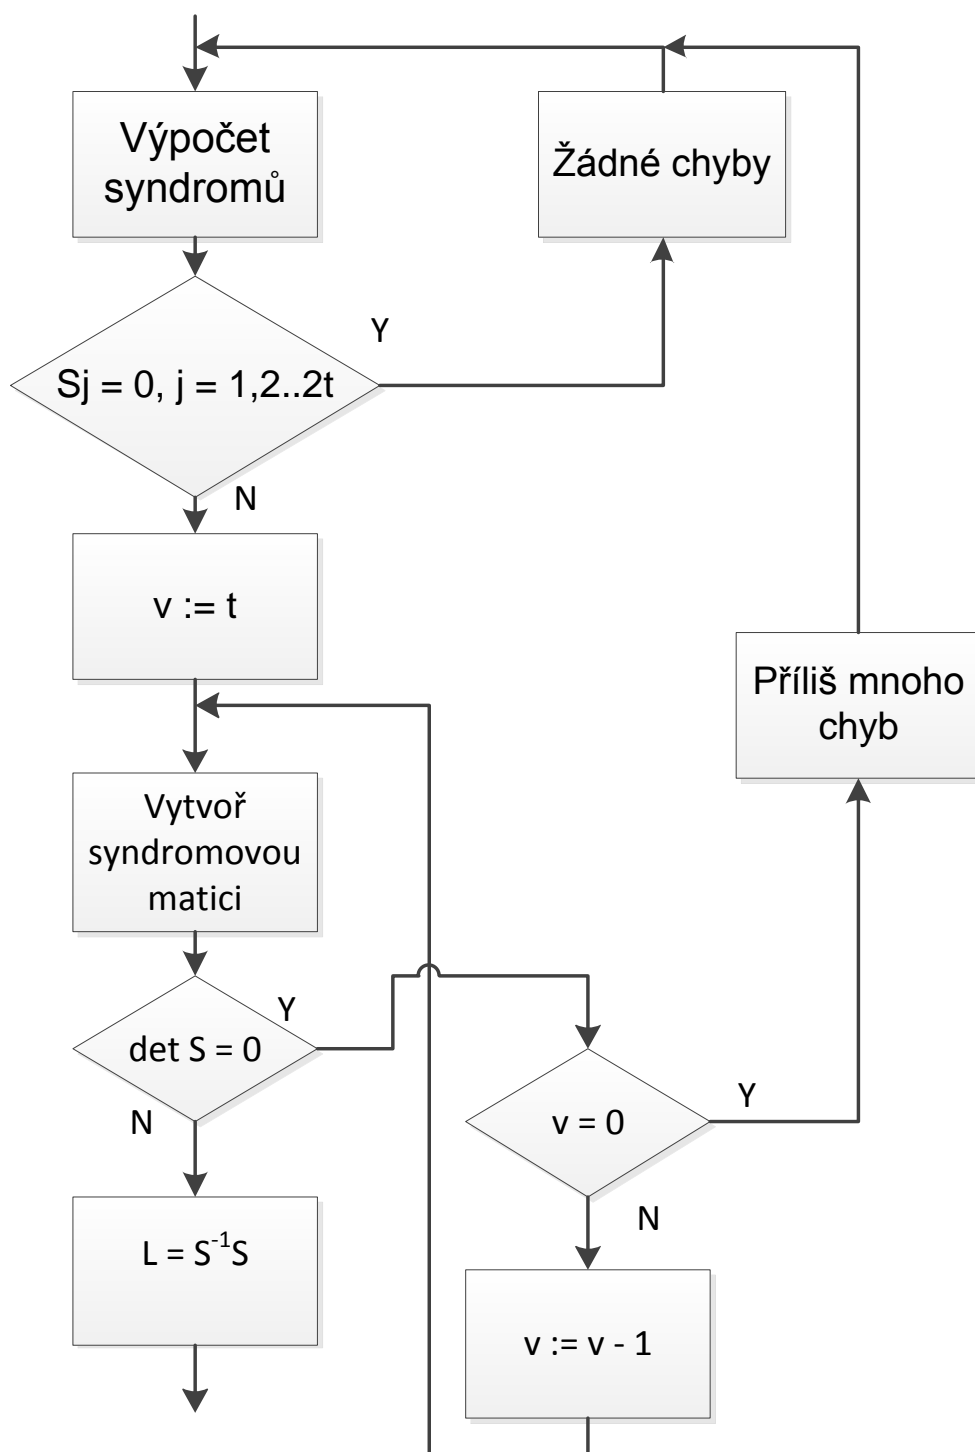 Výpočet
syndromů
Žádné chyby
Y
Sj = 0, j = 1,2..2t
N
v := t
Příliš mnoho
chyb
Vytvoř
syndromovou
matici
Y
det S = 0
N
v = 0
Y
N
L = S⁻¹S
v := v - 1